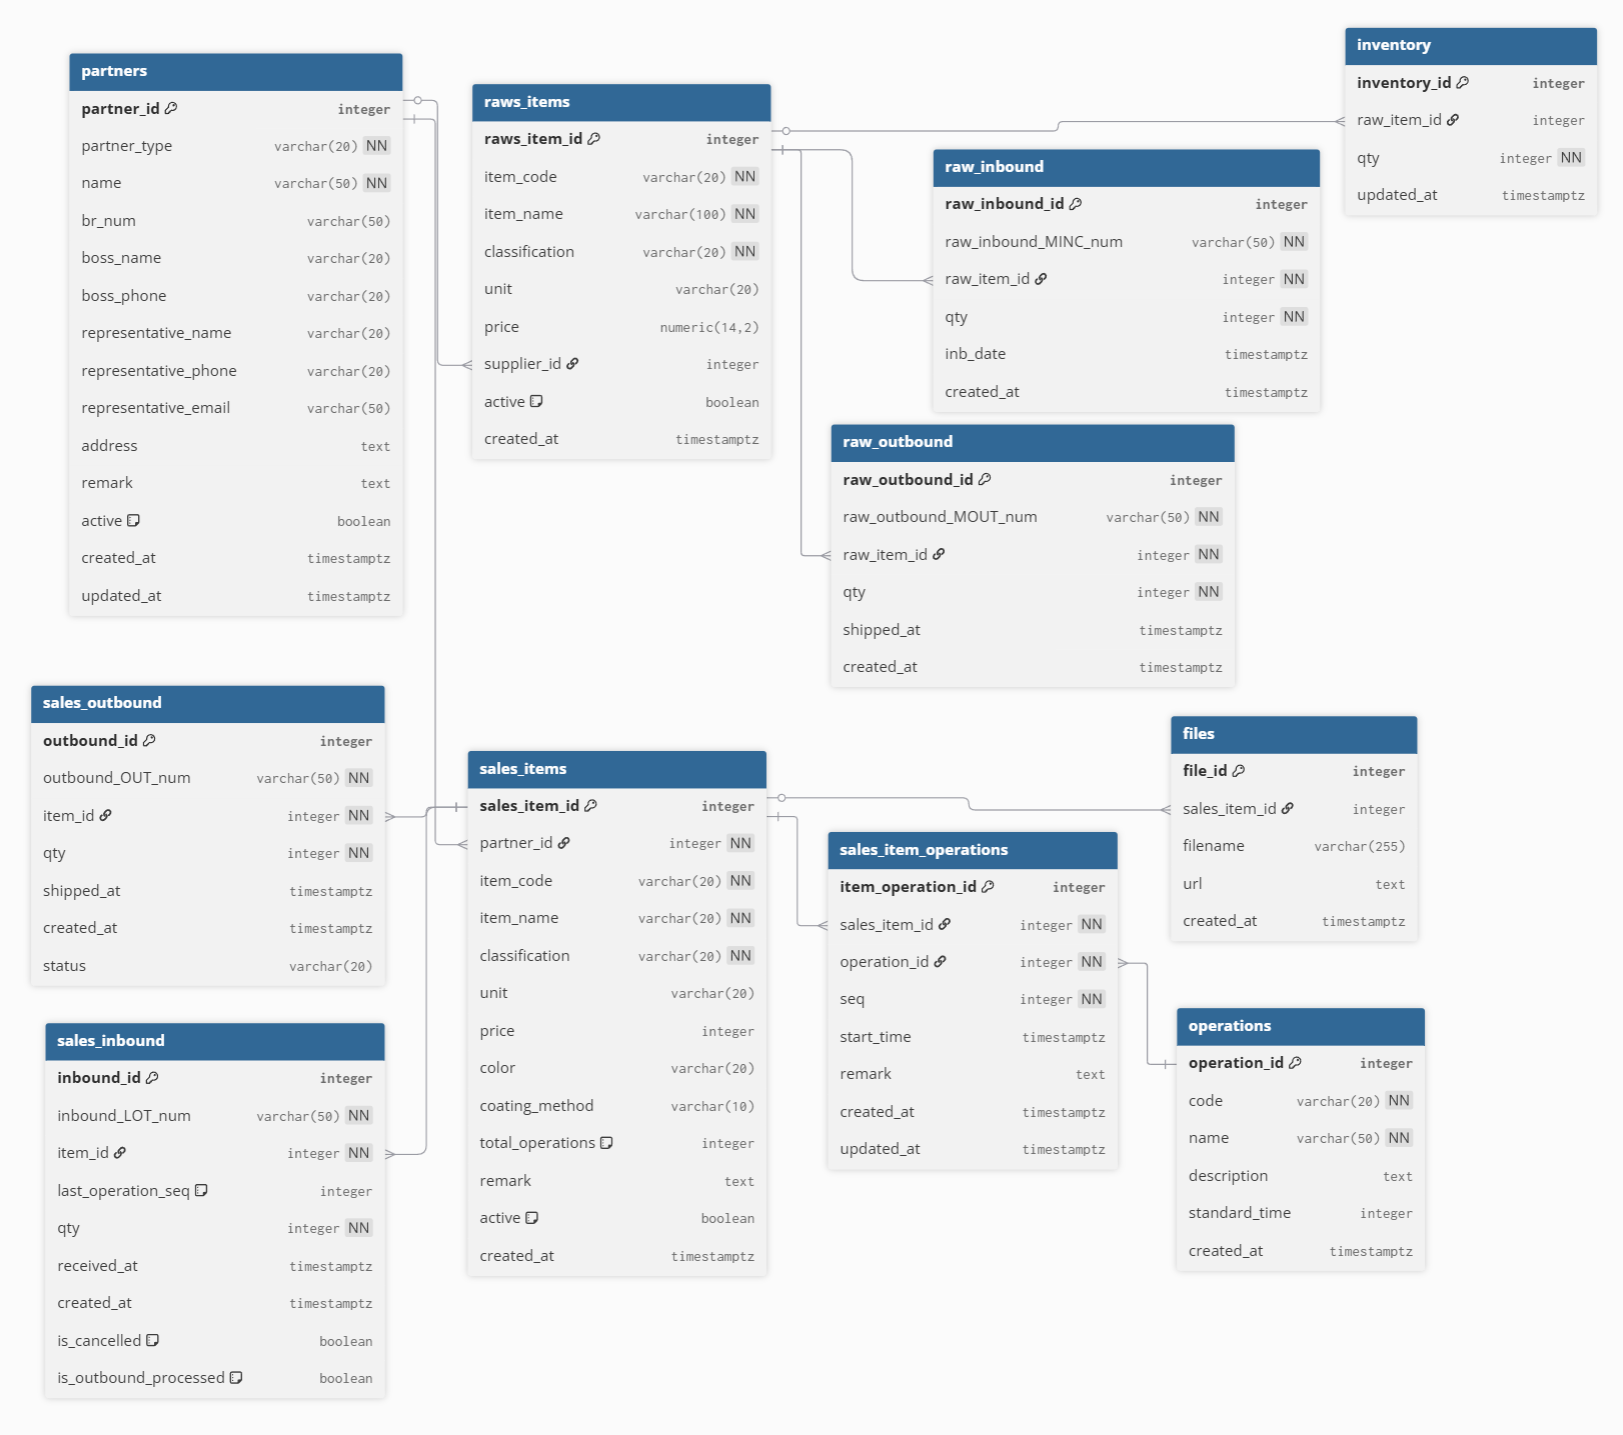 partners
partner_id integer
partner_type varchar(20) NN
name varchar(50) NN
br_num varchar(50)
boss_name varchar(20)
boss_phone varchar(20)
representative_name varchar(20)
representative_phone varchar(20)
representative_email varchar(50)
address text
remark text
active boolean
created_at timestamptz
updated_at timestamptz
raws_items
raws_item_id integer
item_code varchar(20) NN
item_name varchar(100) NN
classification varchar(20) NN
unit varchar(20)
price numeric(14,2)
supplier_id integer
active boolean
created_at timestamptz
inventory
inventory_id integer
raw_item_id integer
qty integer NN
updated_at timestamptz
raw_inbound
raw_inbound_id integer
raw_inbound_MINC_num varchar(50) NN
raw_item_id integer NN
qty integer NN
inb_date timestamptz
created_at timestamptz
raw_outbound
raw_outbound_id integer
raw_outbound_MOUT_num varchar(50) NN
raw_item_id integer NN
qty integer NN
shipped_at timestamptz
created_at timestamptz
sales_outbound
outbound_id integer
outbound_OUT_num varchar(50) NN
item_id integer NN
qty integer NN
shipped_at timestamptz
created_at timestamptz
status varchar(20)
sales_inbound
inbound_id integer
inbound_LOT_num varchar(50) NN
item_id integer NN
last_operation_seq integer
qty integer NN
received_at timestamptz
created_at timestamptz
is_cancelled boolean
is_outbound_processed boolean
sales_items
sales_item_id integer
partner_id integer NN
item_code varchar(20) NN
item_name varchar(20) NN
classification varchar(20) NN
unit varchar(20)
price integer
color varchar(20)
coating_method varchar(10)
total_operations integer
remark text
active boolean
created_at timestamptz
sales_item_operations
item_operation_id integer
sales_item_id integer NN
operation_id integer NN
seq integer NN
start_time timestamptz
remark text
created_at timestamptz
updated_at timestamptz
files
file_id integer
sales_item_id integer
filename varchar(255)
url text
created_at timestamptz
operations
operation_id integer
code varchar(20) NN
name varchar(50) NN
description text
standard_time integer
created_at timestamptz